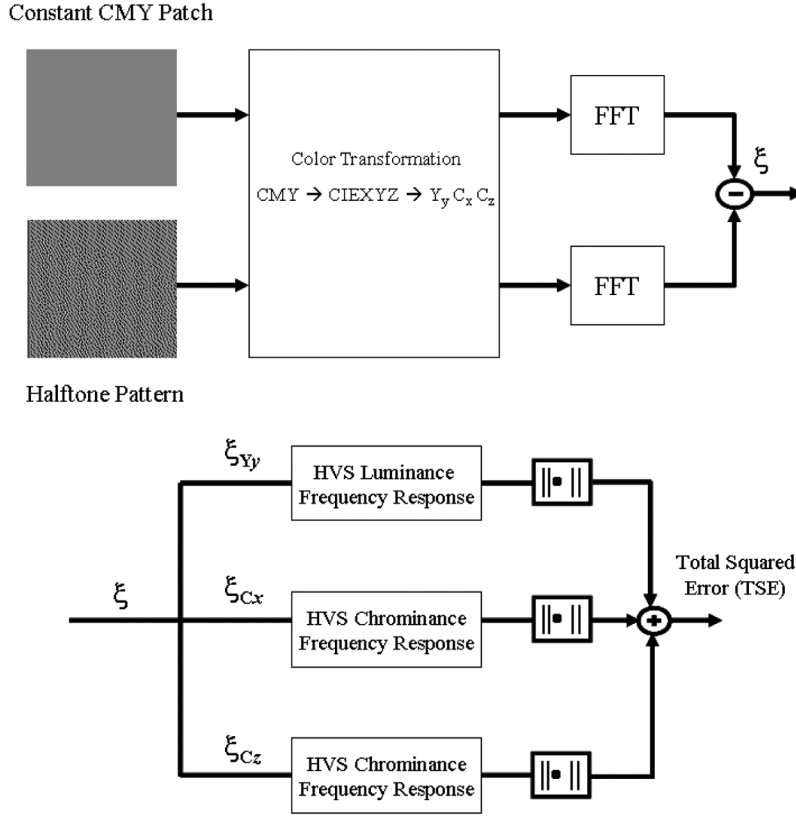 Constant CMY Patch
Color Transformation
CMY → CIEXYZ → Yy Cx Cz
FFT
FFT
ξ
−
Halftone Pattern
ξYy
HVS Luminance
Frequency Response
||▪||
ξ
ξCx
HVS Chrominance
Frequency Response
||▪||
+
Total Squared
Error (TSE)
ξCz
HVS Chrominance
Frequency Response
||▪||